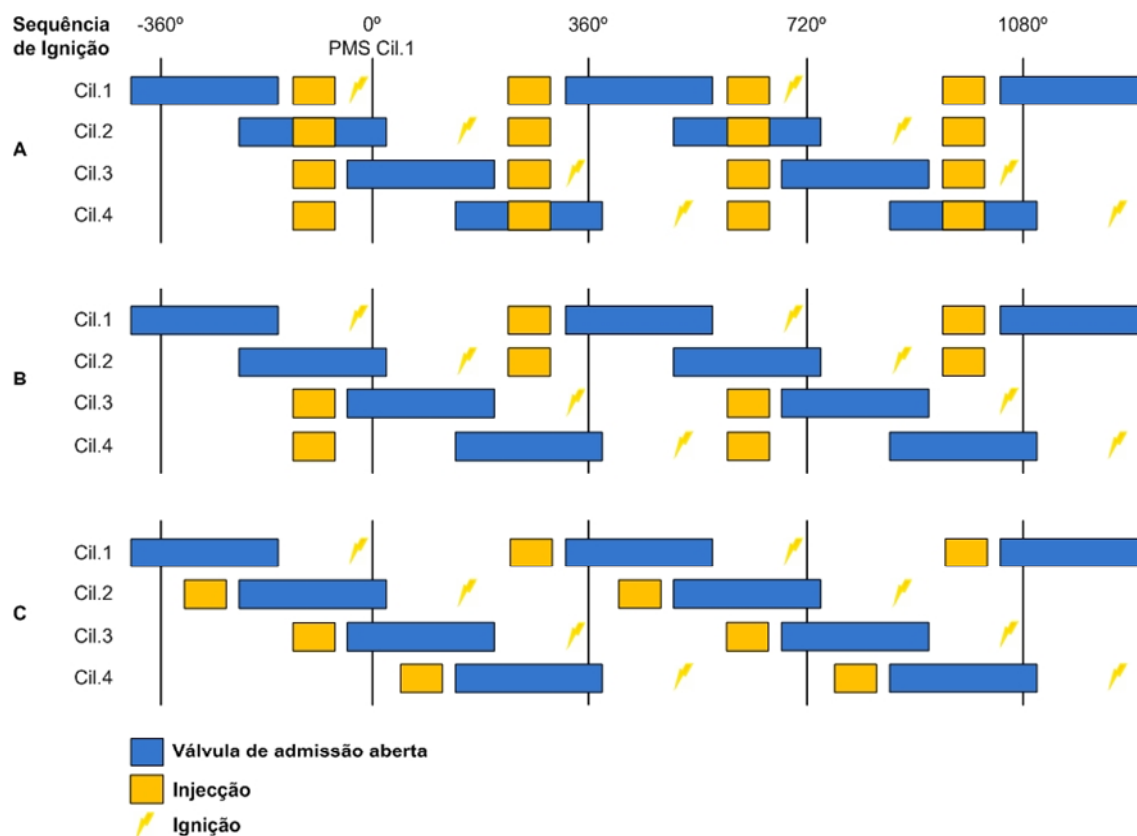 Sequência de Ignição
-360º 0º 360º 720º 1080º
PMS Cil.1
A
Cil.1
Cil.2
Cil.3
Cil.4
B
Cil.1
Cil.2
Cil.3
Cil.4
C
Cil.1
Cil.2
Cil.3
Cil.4
Válvula de admissão aberta
Injecção
Ignição